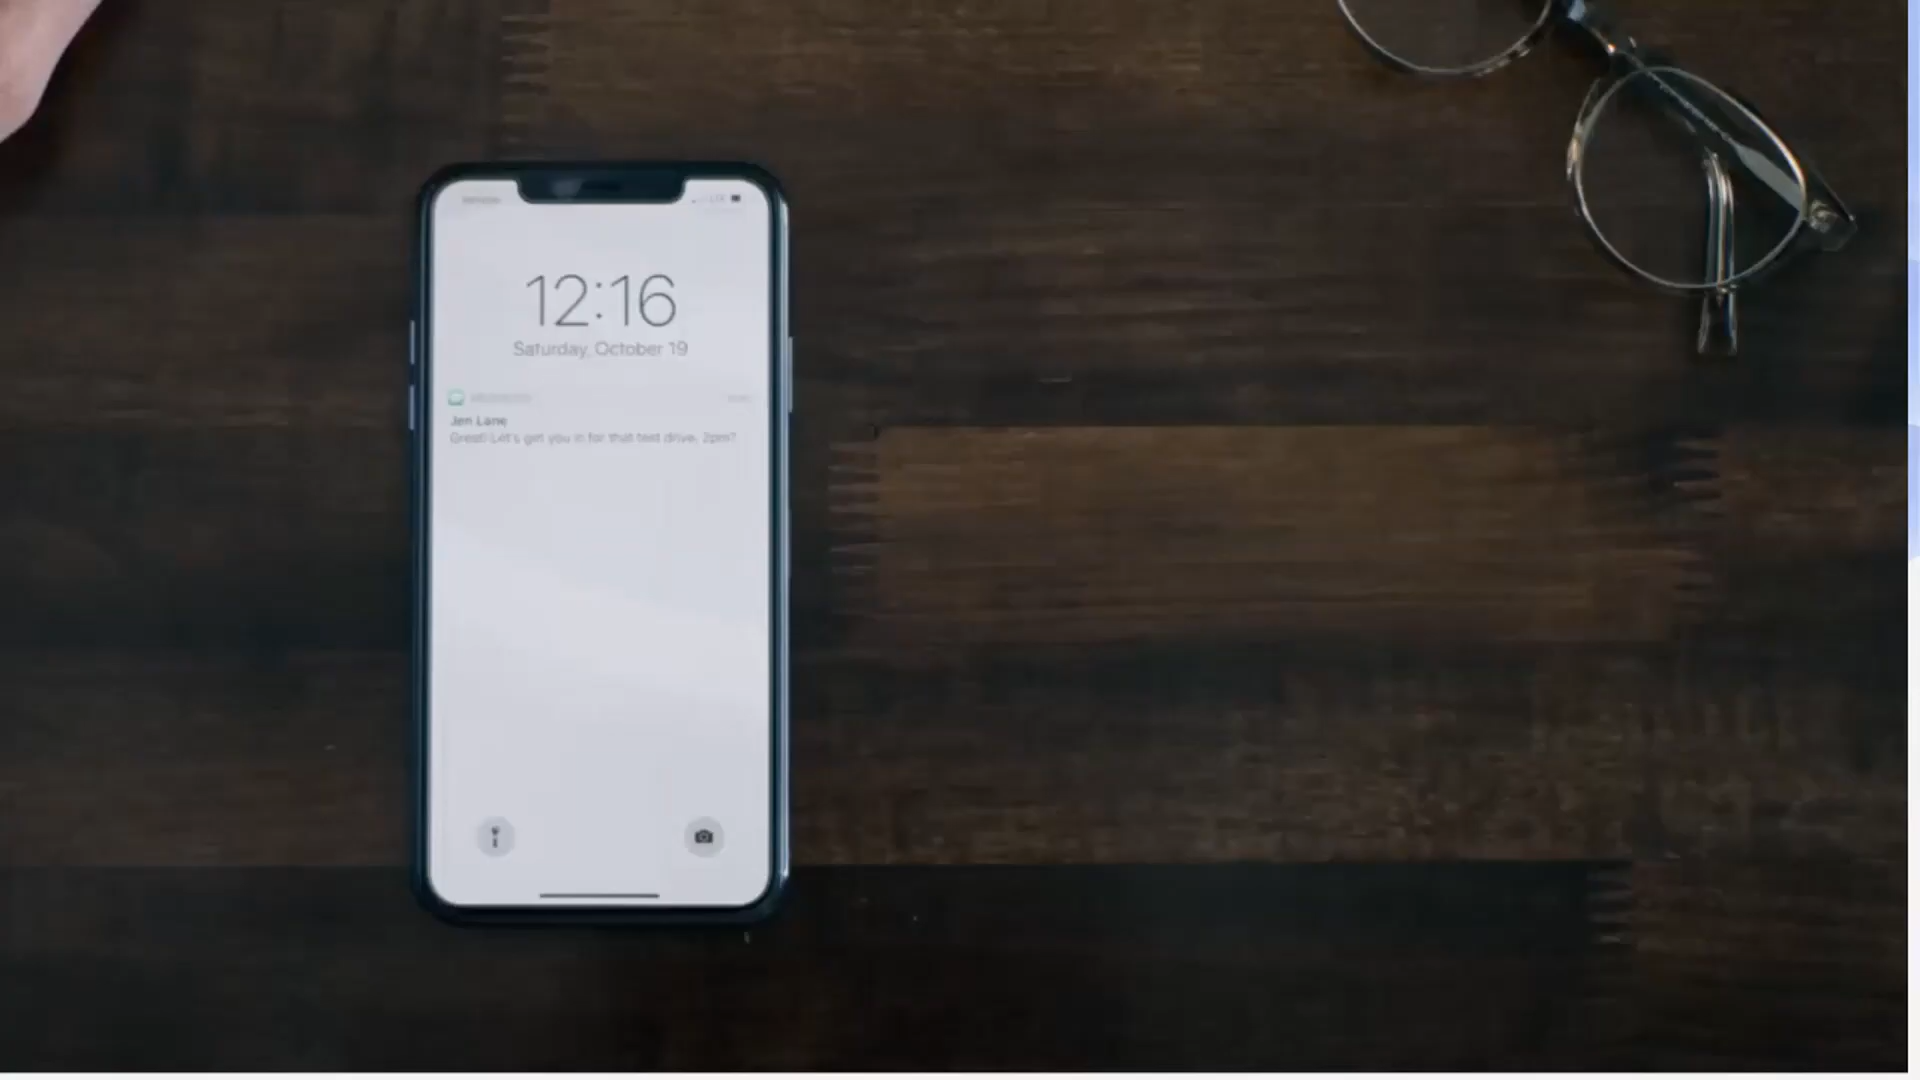 12:16
Saturday, October 19
Jen Lane
Great! Let's get you in for that test drive, 2pm?